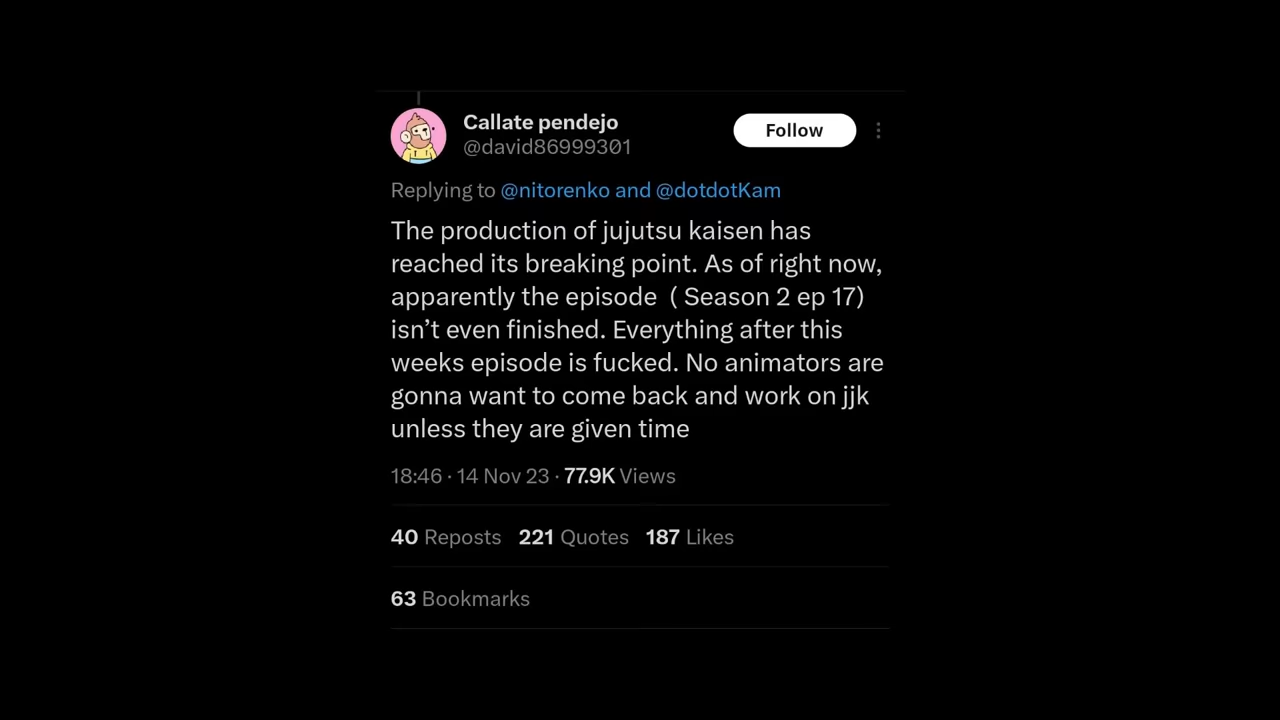 Callate pendejo
@david86999301
Follow
Replying to @nitorenko and @dotdotKam
The production of jujutsu kaisen has
reached its breaking point. As of right now,
apparently the episode  ( Season 2 ep 17)
isn’t even finished. Everything after this
weeks episode is fucked. No animators are
gonna want to come back and work on jjk
unless they are given time
18:46 · 14 Nov 23 · 77.9K Views
40 Reposts 221 Quotes 187 Likes
63 Bookmarks